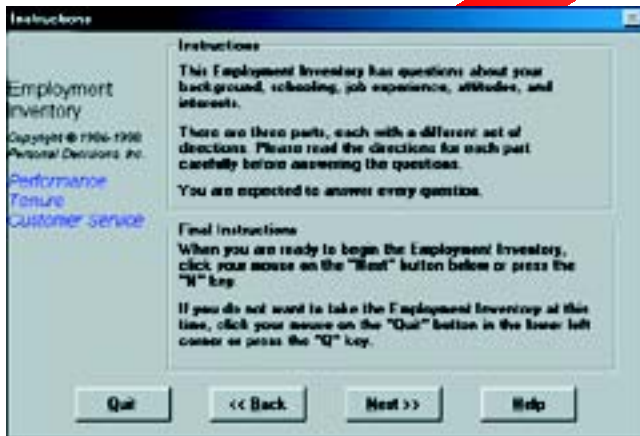 Instructions
Employment
Inventory
Copyright © 1986-1998
Personal Decisions, Inc.
Performance
Tenure
Customer Service
Instructions
This Employment Inventory has questions about your
background, schooling, job experience, attitudes, and
interests.
There are three parts, each with a different set of
directions. Please read the directions for each part
carefully before answering the questions.
You are expected to answer every question.
Final Instructions
When you are ready to begin the Employment Inventory,
click your mouse on the "Next" button below or press the
"N" key
If you do not want to take the Employment Inventory at this
time, click your mouse on the "Quit" button in the lower left
corner or press the "Q" key.
Quit
<< Back
Next >>
Help